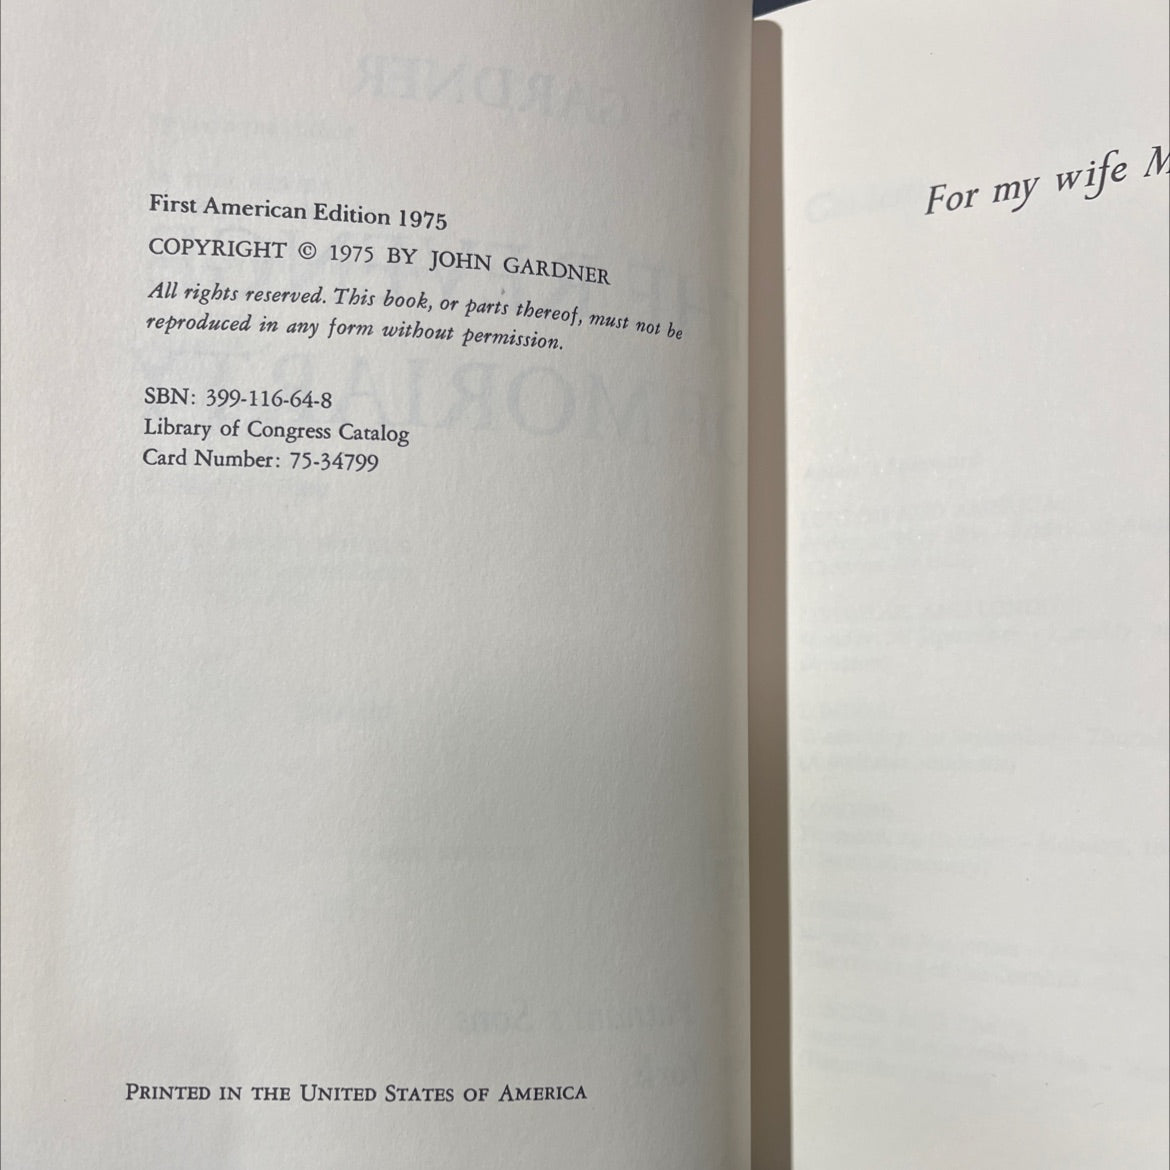 First American Edition 1975
COPYRIGHT © 1975 BY JOHN GARDNER
All rights reserved. This book, or parts thereof, must not be
reproduced in any form without permission.
SBN: 399-116-64-8
Library of Congress Catalog
Card Number: 75-34799
PRINTED IN THE UNITED STATES OF AMERICA
For my wife M